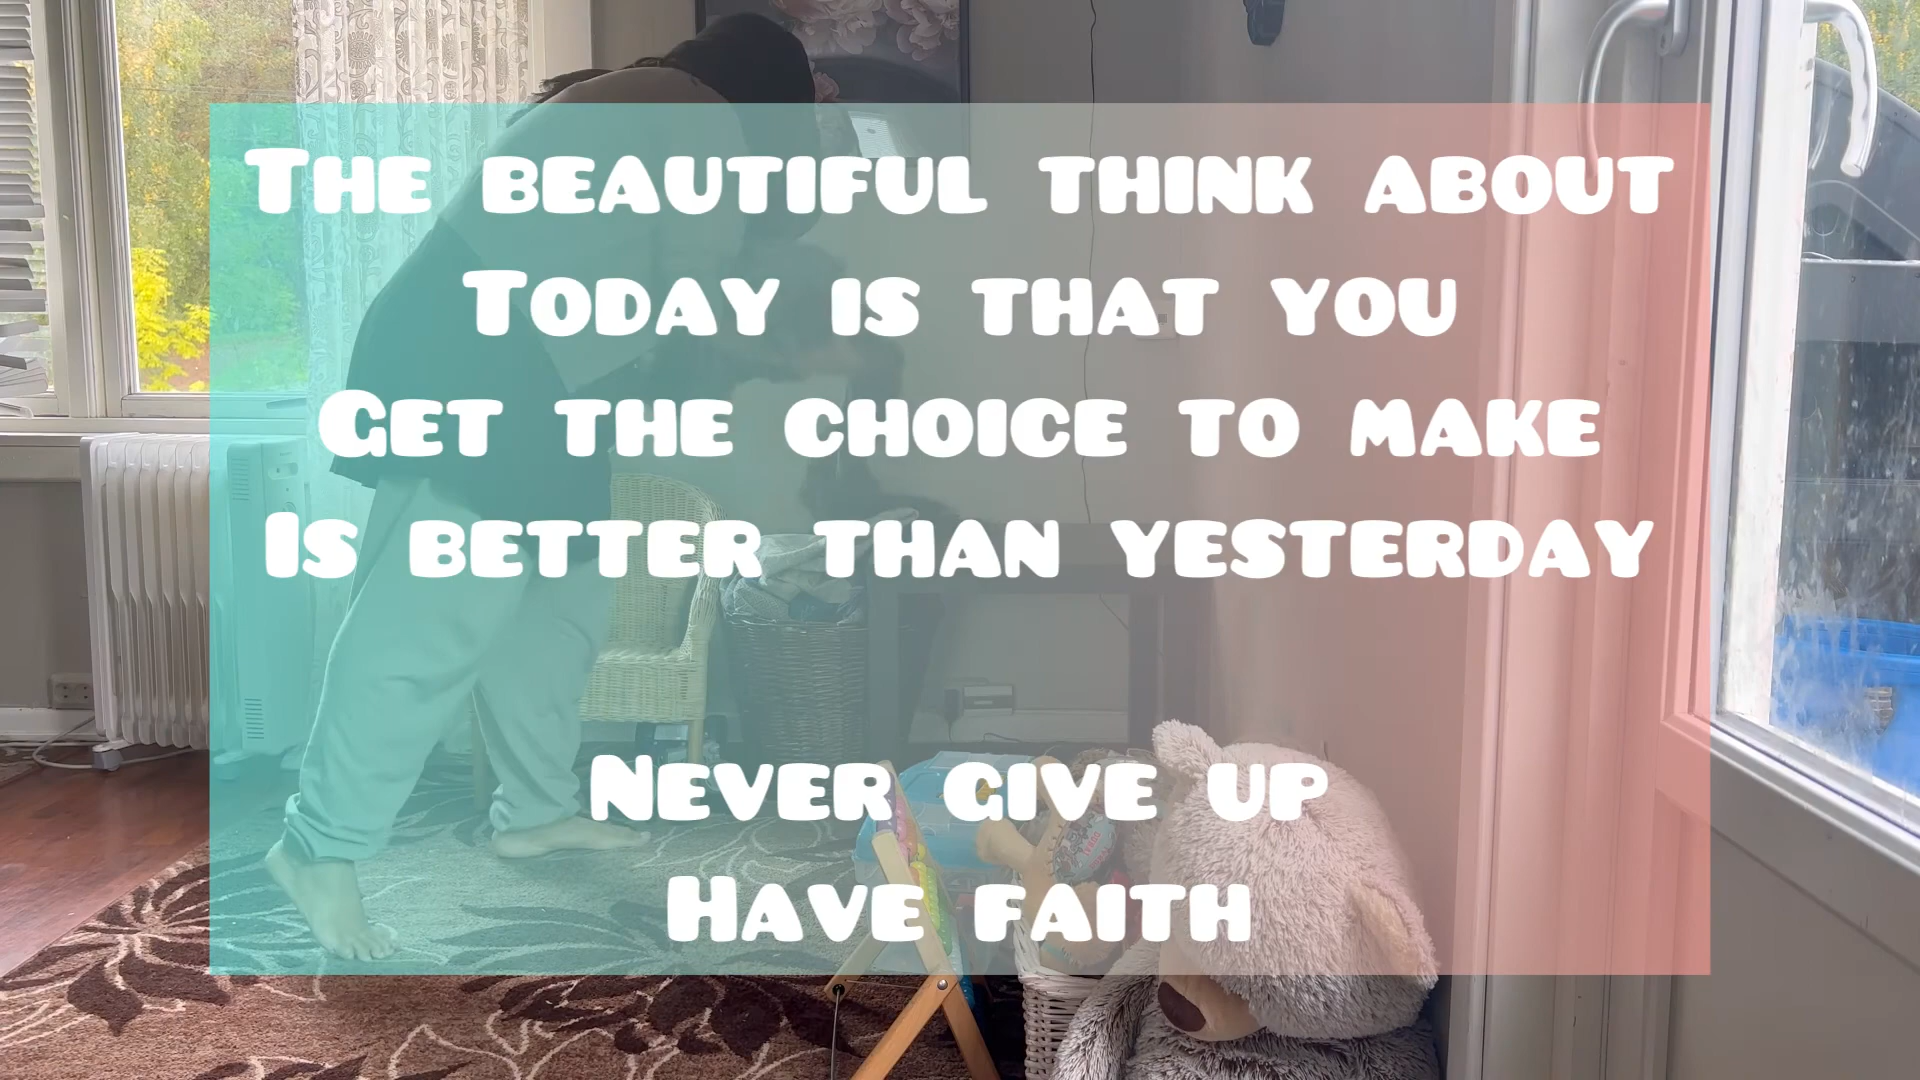 The beautiful think about
Today is that you
Get the choice to make
Is better than yesterday
Never give up
Have faith